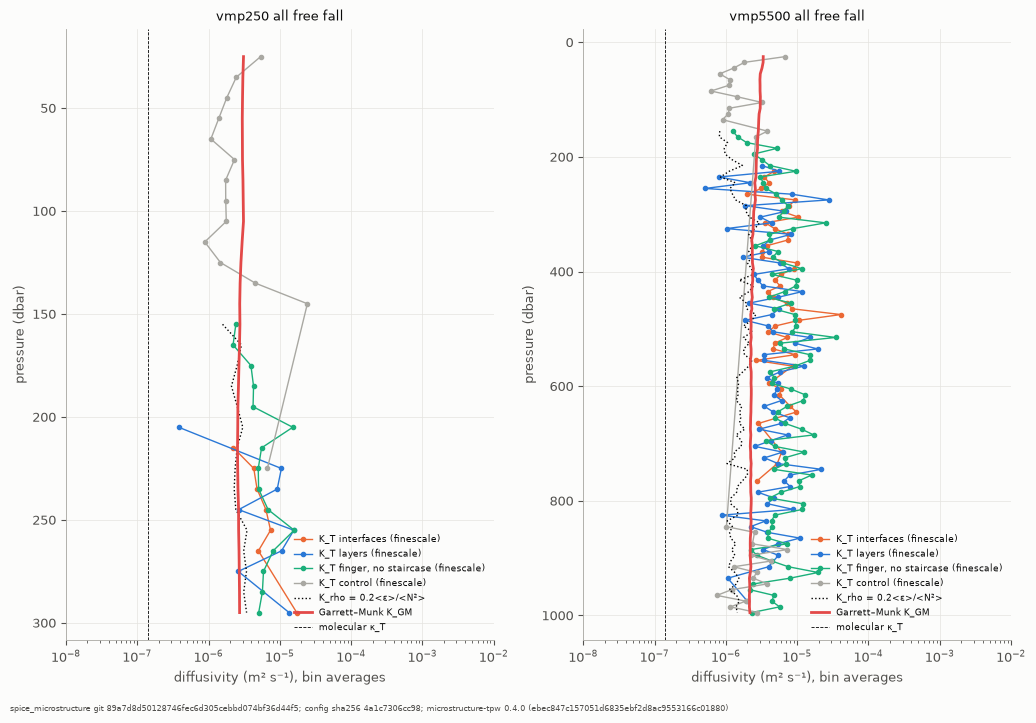 vmp250 all free fall
50
100
150
200
250
300
pressure (dbar)
K_T interfaces (finescale)
K_T layers (finescale)
K_T finger, no staircase (finescale)
K_T control (finescale)
K_rho = 0.2<ε>/<N²>
Garrett–Munk K_GM
molecular κ_T
10⁻⁸
10⁻⁷
10⁻⁶
10⁻⁵
10⁻⁴
10⁻³
10⁻²
diffusivity (m² s⁻¹), bin averages
vmp5500 all free fall
0
200
400
600
800
1000
pressure (dbar)
K_T interfaces (finescale)
K_T layers (finescale)
K_T finger, no staircase (finescale)
K_T control (finescale)
K_rho = 0.2<ε>/<N²>
Garrett–Munk K_GM
molecular κ_T
10⁻⁸
10⁻⁷
10⁻⁶
10⁻⁵
10⁻⁴
10⁻³
10⁻²
diffusivity (m² s⁻¹), bin averages
spice_microstructure git 89a7d8d50128746fec6d305cebbd074bf36d44f5; config sha256 4a1c7306cc98; microstructure-tpw 0.4.0 (ebec847c157051d6835ebf2d8ac9553166c01880)